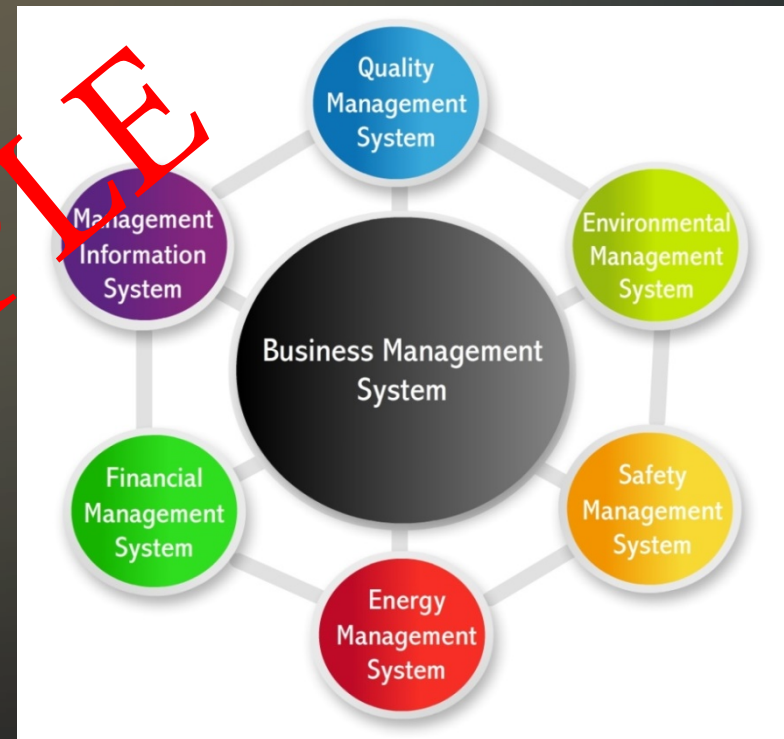 Quality
Management
System
Management
Information
System
Environmental
Management
System
Business Management
System
Financial
Management
System
Safety
Management
System
Energy
Management
System